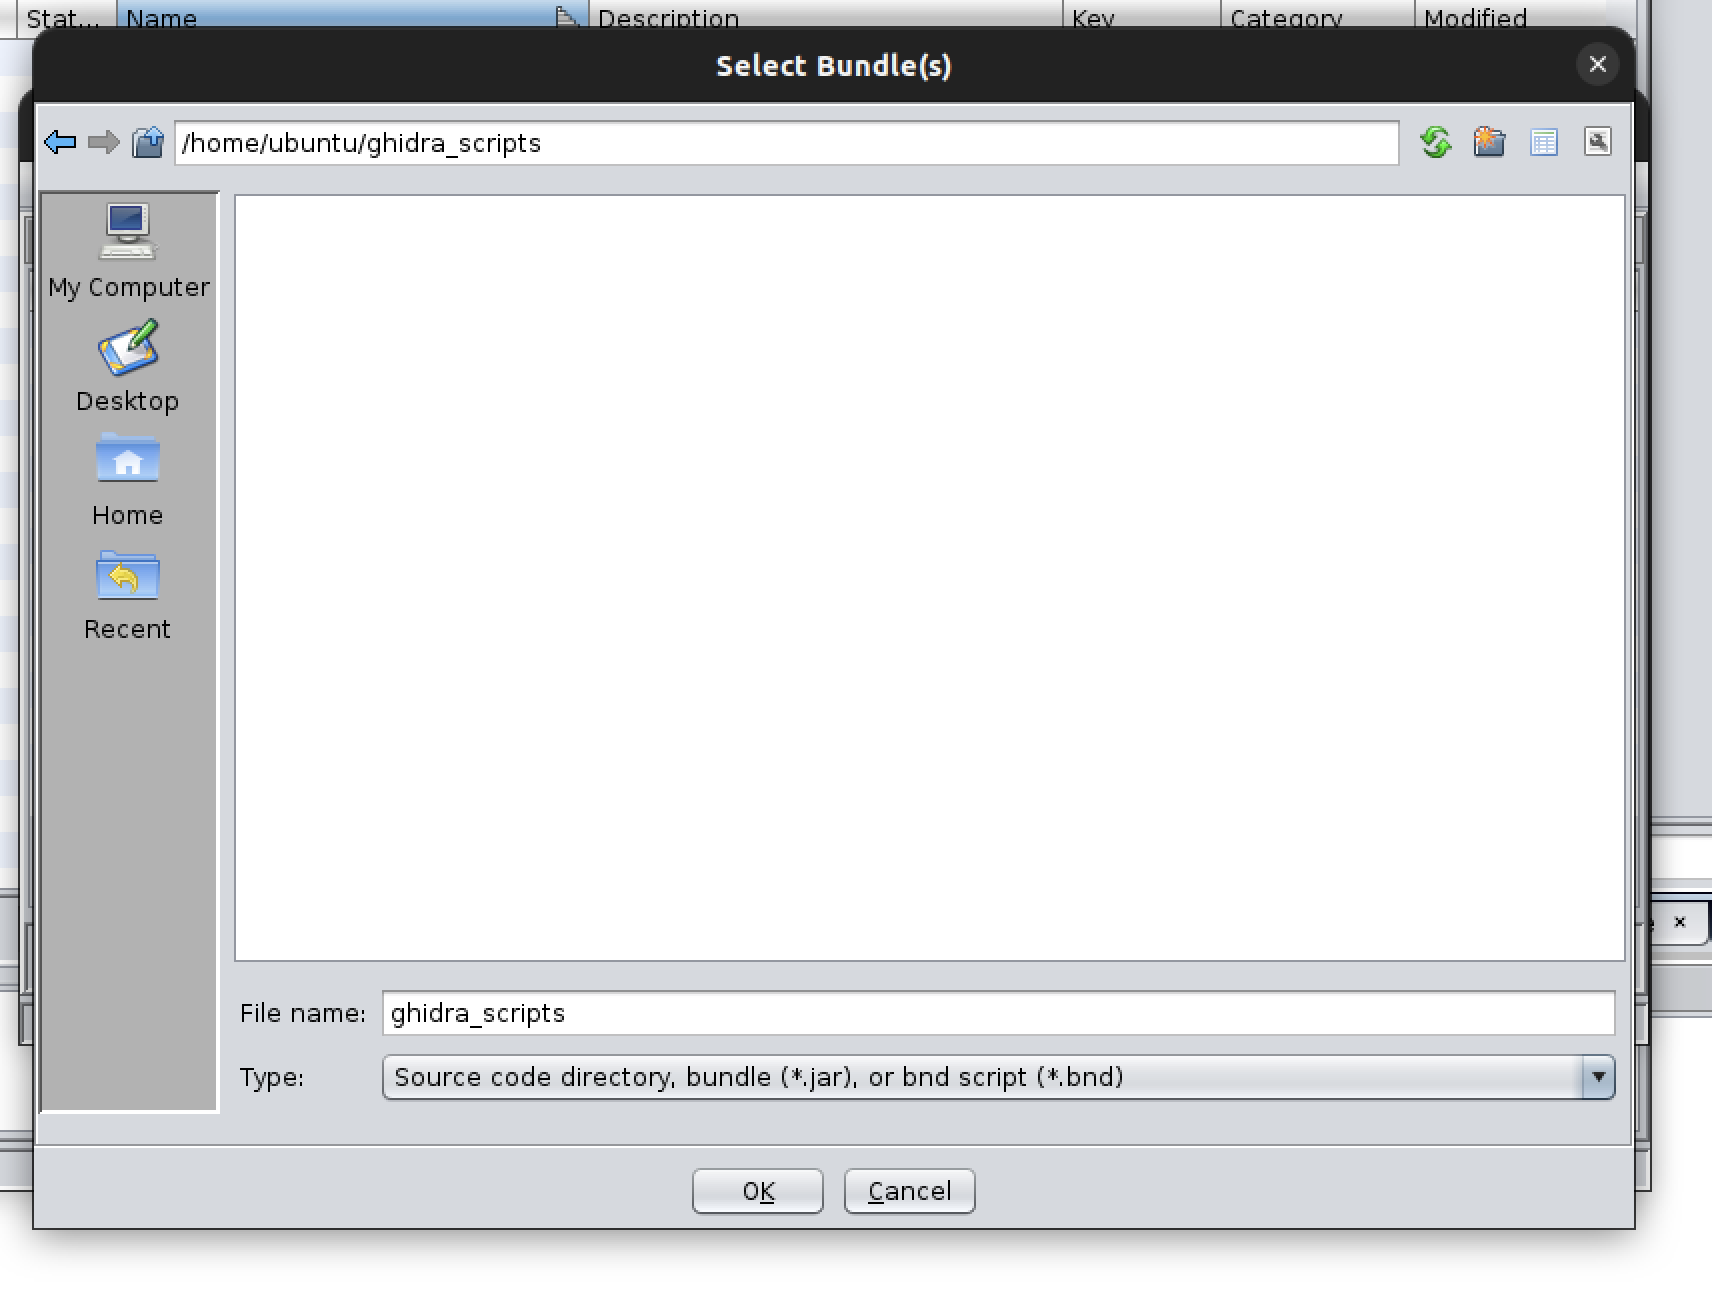 Stat... Name Description Key Category Modified
Select Bundle(s)
/home/ubuntu/ghidra_scripts
My Computer
Desktop
Home
Recent
File name: ghidra_scripts
Type: Source code directory, bundle (*.jar), or bnd script (*.bnd)
OK Cancel